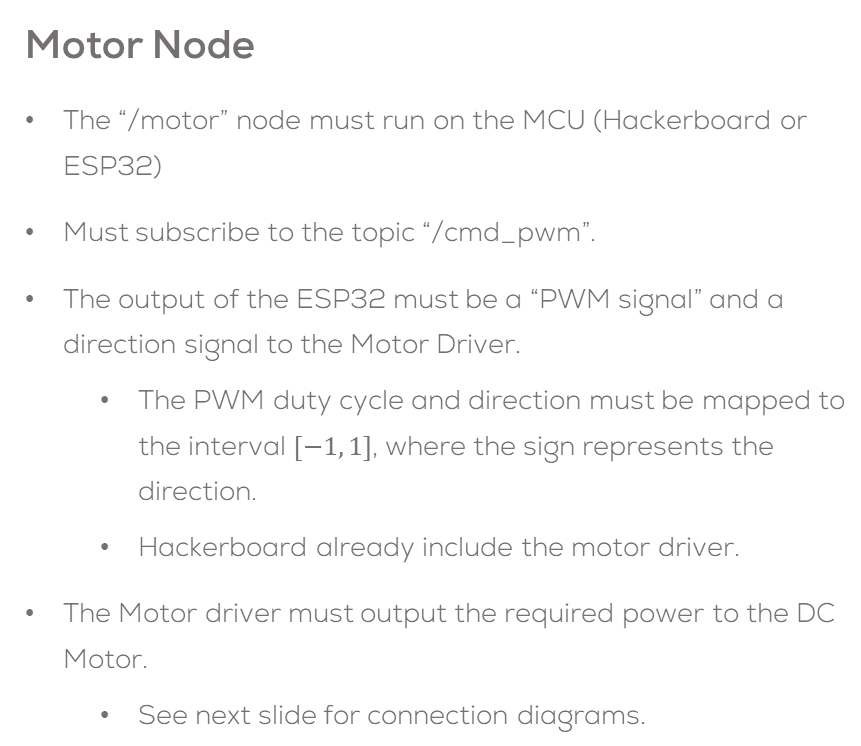 Motor Node
• The “/motor” node must run on the MCU (Hackerboard or
ESP32)
• Must subscribe to the topic “/cmd_pwm”.
• The output of the ESP32 must be a “PWM signal” and a
direction signal to the Motor Driver.
• The PWM duty cycle and direction must be mapped to
the interval [−1, 1], where the sign represents the
direction.
• Hackerboard already include the motor driver.
• The Motor driver must output the required power to the DC
Motor.
• See next slide for connection diagrams.